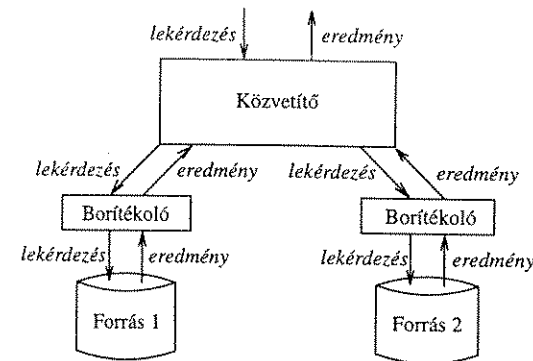 lekérdezés eredmény
Közvetítő
lekérdezés eredmény lekérdezés eredmény
Borítékoló Borítékoló
lekérdezés eredmény lekérdezés eredmény
Forrás 1 Forrás 2